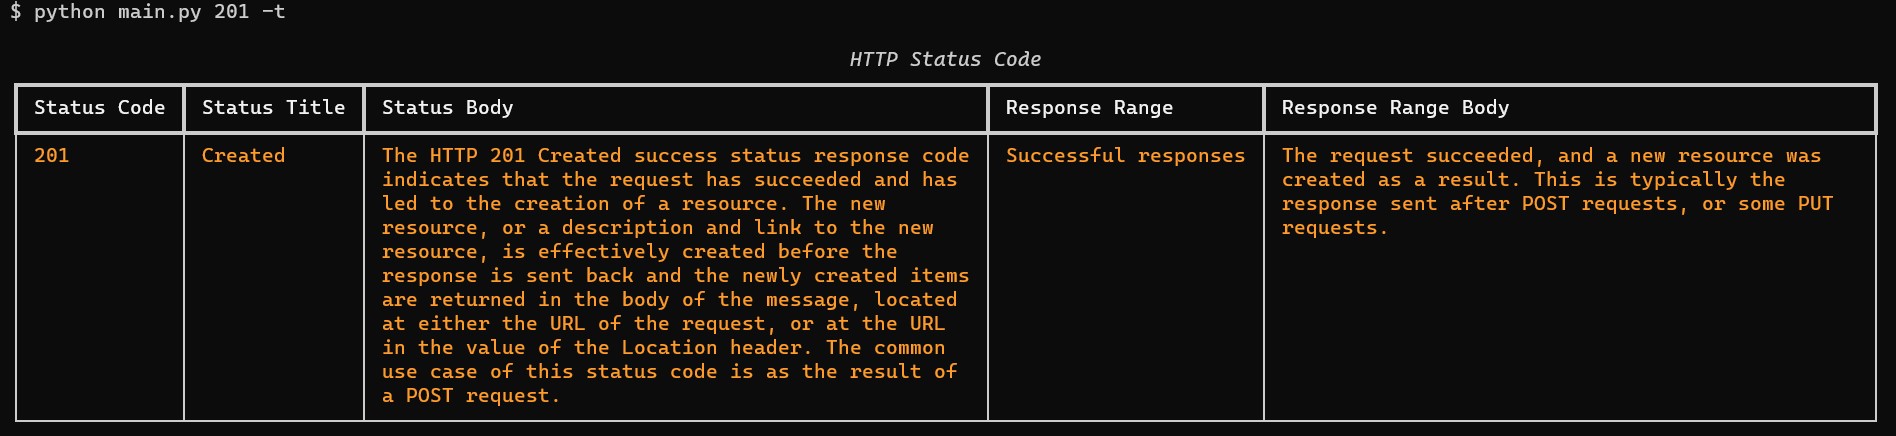 $ python main.py 201 -t
HTTP Status Code
Status Code Status Title Status Body Response Range Response Range Body
201 Created The HTTP 201 Created success status response code Successful responses The request succeeded, and a new resource was
indicates that the request has succeeded and has created as a result. This is typically the
led to the creation of a resource. The new response sent after POST requests, or some PUT
resource, or a description and link to the new requests.
resource, is effectively created before the
response is sent back and the newly created items
are returned in the body of the message, located
at either the URL of the request, or at the URL
in the value of the Location header. The common
use case of this status code is as the result of
a POST request.